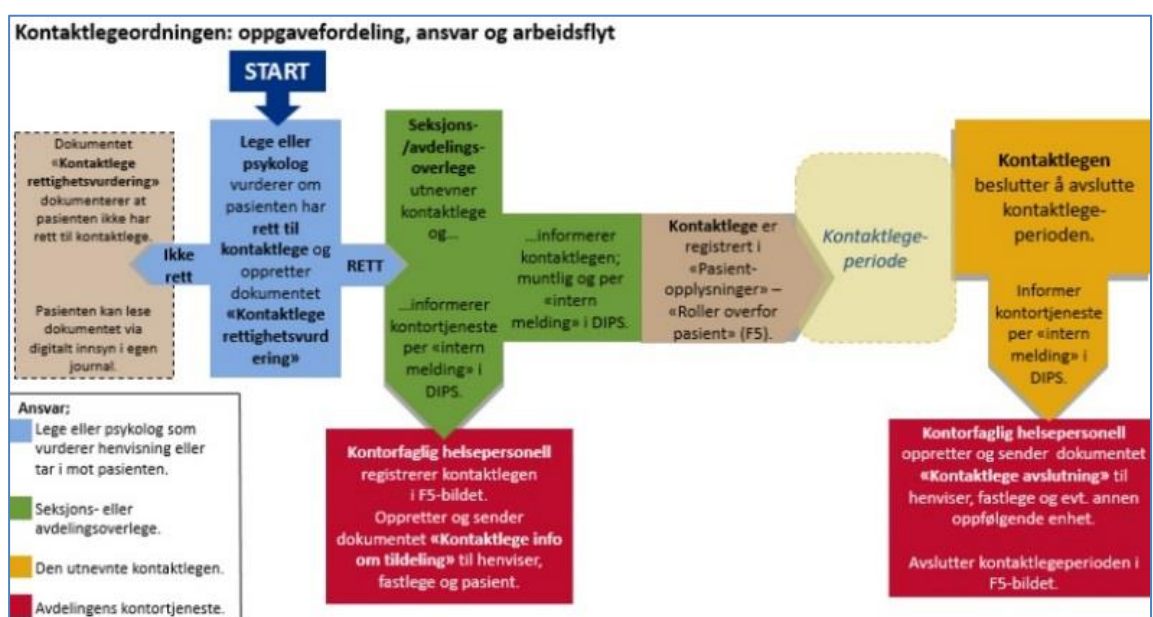 Kontaktlegeordningen: oppgavefordeling, ansvar og arbeidsflyt
START
Dokumentet
«Kontaktlege
rettighetsvurdering»
dokumenterer at
pasienten ikke har
rett til kontaktlege.
Pasienten kan lese
dokumentet via
digitalt innsyn i egen
journal.
Ikke
rett
Lege eller
psykolog
vurderer om
pasienten har
rett til
kontaktlege og
oppretter
dokumentet
«Kontaktlege
rettighetsvurd
ering»
RETT
Seksjons-
/avdelings-
overlege
utnevner
kontaktlege
og...
...informerer
kontortjeneste
per «intern
melding» i
DIPS.
...informerer
kontaktlegen;
muntlig og per
«intern
melding» i DIPS.
Kontaktlege er
registrert i
«Pasient-
opplysninger» –
«Roller overfor
pasient» (F5).
Kontaktlege-
periode
Kontaktlegen
beslutter å avslutte
kontaktlege-
perioden.
Informer
kontortjeneste
per «intern
melding» i
DIPS.
Kontorfaglig helsepersonell
registrerer kontaktlegen
i F5-bildet.
Oppretter og sender
dokumentet «Kontaktlege info
om tildeling» til henviser,
fastlege og pasient.
Kontorfaglig helsepersonell
oppretter og sender dokumentet
«Kontaktlege avslutning» til
henviser, fastlege og evt. annen
oppfølgende enhet.
Avslutter kontaktlegeperioden i
F5-bildet.
Ansvar;
Lege eller psykolog som
vurderer henvisning eller
tar i mot pasienten.
Seksjons- eller
avdelingsoverlege.
Den utnevnte kontaktlegen.
Avdelingens kontortjeneste.